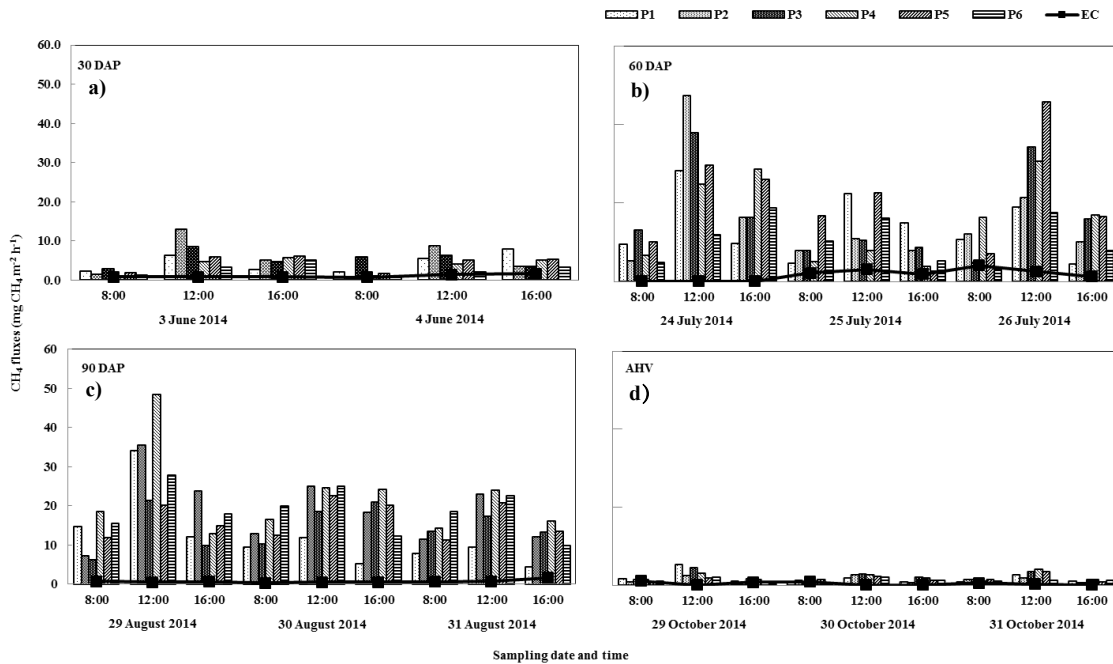 P1 P2 P3 P4 P5 P6 EC
60.0
50.0
40.0
30.0
20.0
10.0
0.0
30 DAP
a)
8:00 12:00 16:00 8:00 12:00 16:00
3 June 2014 4 June 2014
60 DAP
b)
8:00 12:00 16:00 8:00 12:00 16:00 8:00 12:00 16:00
24 July 2014 25 July 2014 26 July 2014
CH4 fluxes (mg CH4 m-2 h-1)
60
50
40
30
20
10
0
90 DAP
c)
8:00 12:00 16:00 8:00 12:00 16:00 8:00 12:00 16:00
29 August 2014 30 August 2014 31 August 2014
AHV
d)
8:00 12:00 16:00 8:00 12:00 16:00 8:00 12:00 16:00
29 October 2014 30 October 2014 31 October 2014
Sampling date and time